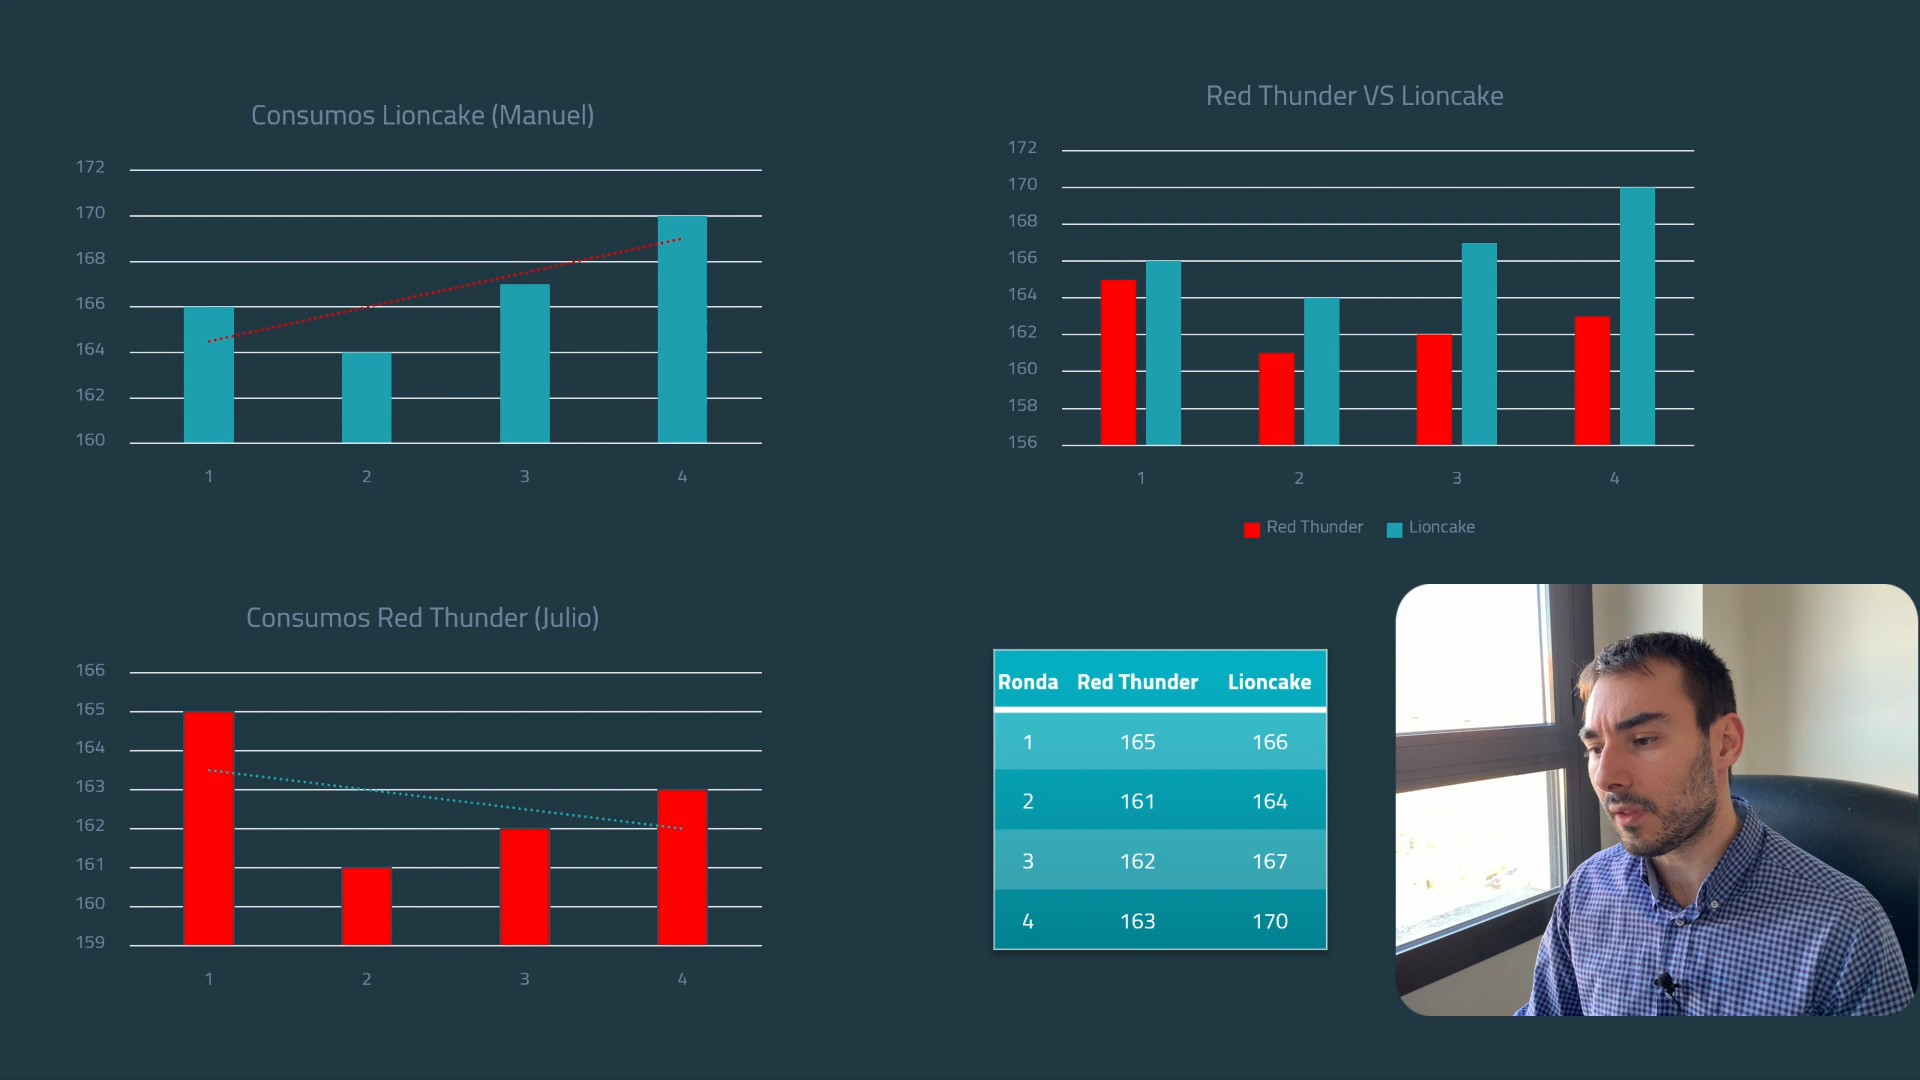 Consumos Lioncake (Manuel)
172
170
168
166
164
162
160
1 2 3 4
Red Thunder VS Lioncake
172
170
168
166
164
162
160
158
156
1 2 3 4
Red Thunder Lioncake
Consumos Red Thunder (Julio)
166
165
164
163
162
161
160
159
1 2 3 4
Ronda Red Thunder Lioncake
1 165 166
2 161 164
3 162 167
4 163 170